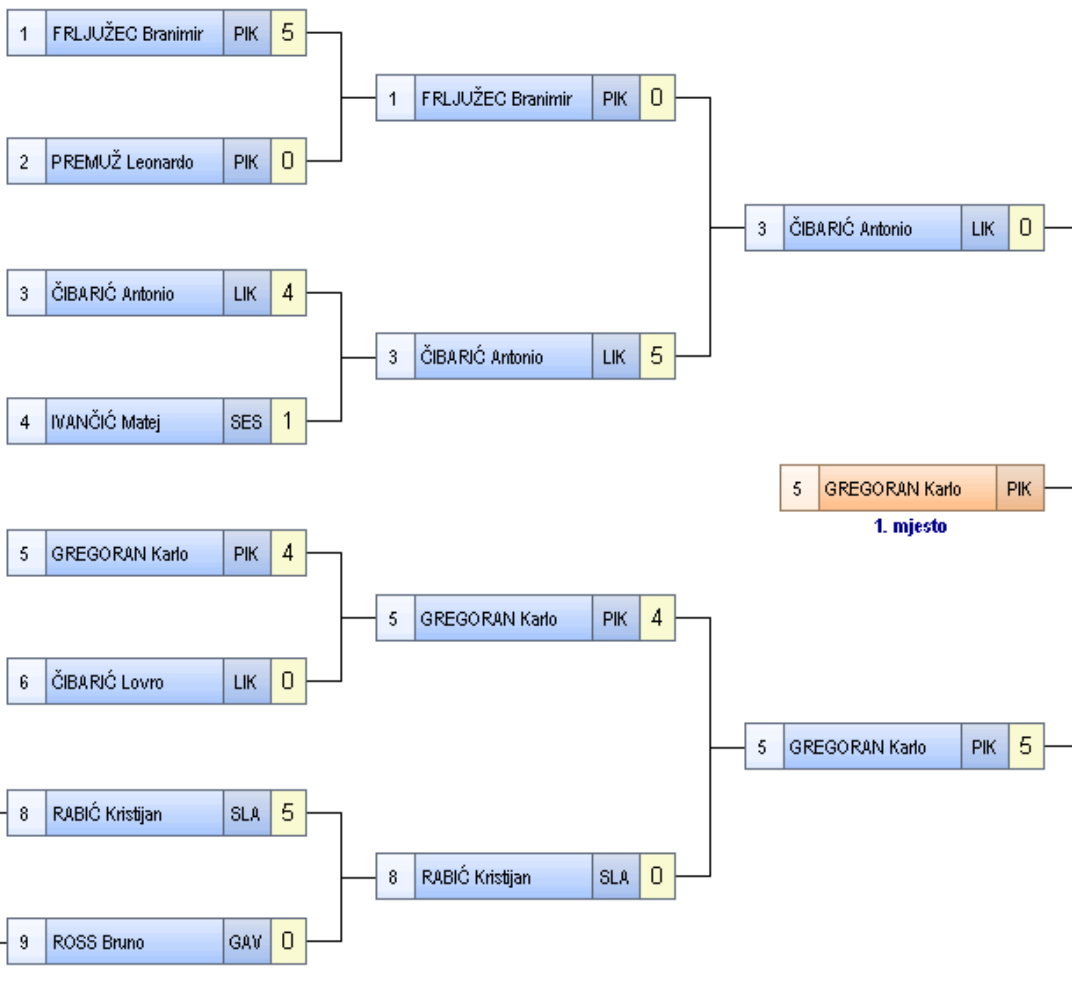 1 FRLJUŽEC Branimir PIK 5
1 FRLJUŽEC Branimir PIK 0
2 PREMUŽ Leonardo PIK 0
3 ČIBARIĆ Antonio LIK 0
3 ČIBARIĆ Antonio LIK 4
3 ČIBARIĆ Antonio LIK 5
4 IVANČIĆ Matej SES 1
5 GREGORAN Karlo PIK
1. mjesto
5 GREGORAN Karlo PIK 4
5 GREGORAN Karlo PIK 4
6 ČIBARIĆ Lovro LIK 0
5 GREGORAN Karlo PIK 5
8 RABIĆ Kristijan SLA 5
8 RABIĆ Kristijan SLA 0
9 ROSS Bruno GAV 0